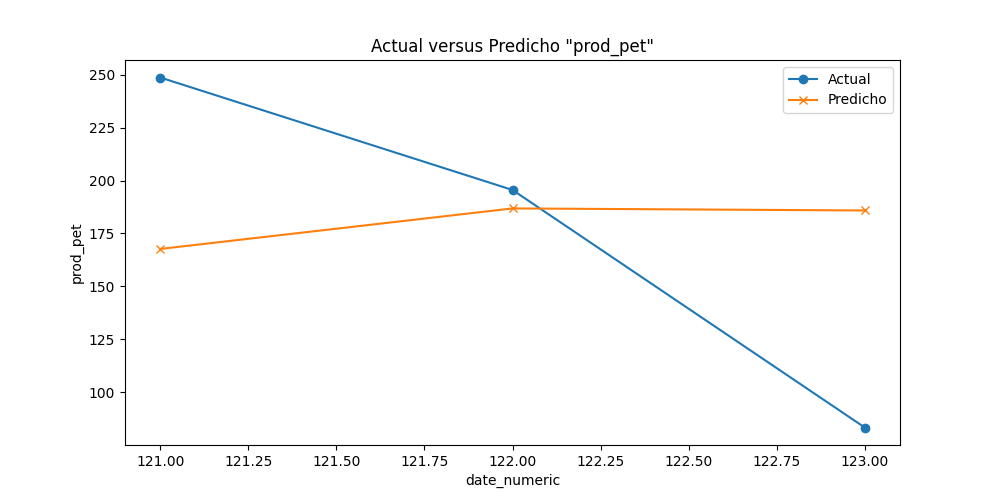 Actual versus Predicho "prod_pet"
Actual
Predicho
250
225
200
175
150
125
100
prod_pet
121.00 121.25 121.50 121.75 122.00 122.25 122.50 122.75 123.00
date_numeric